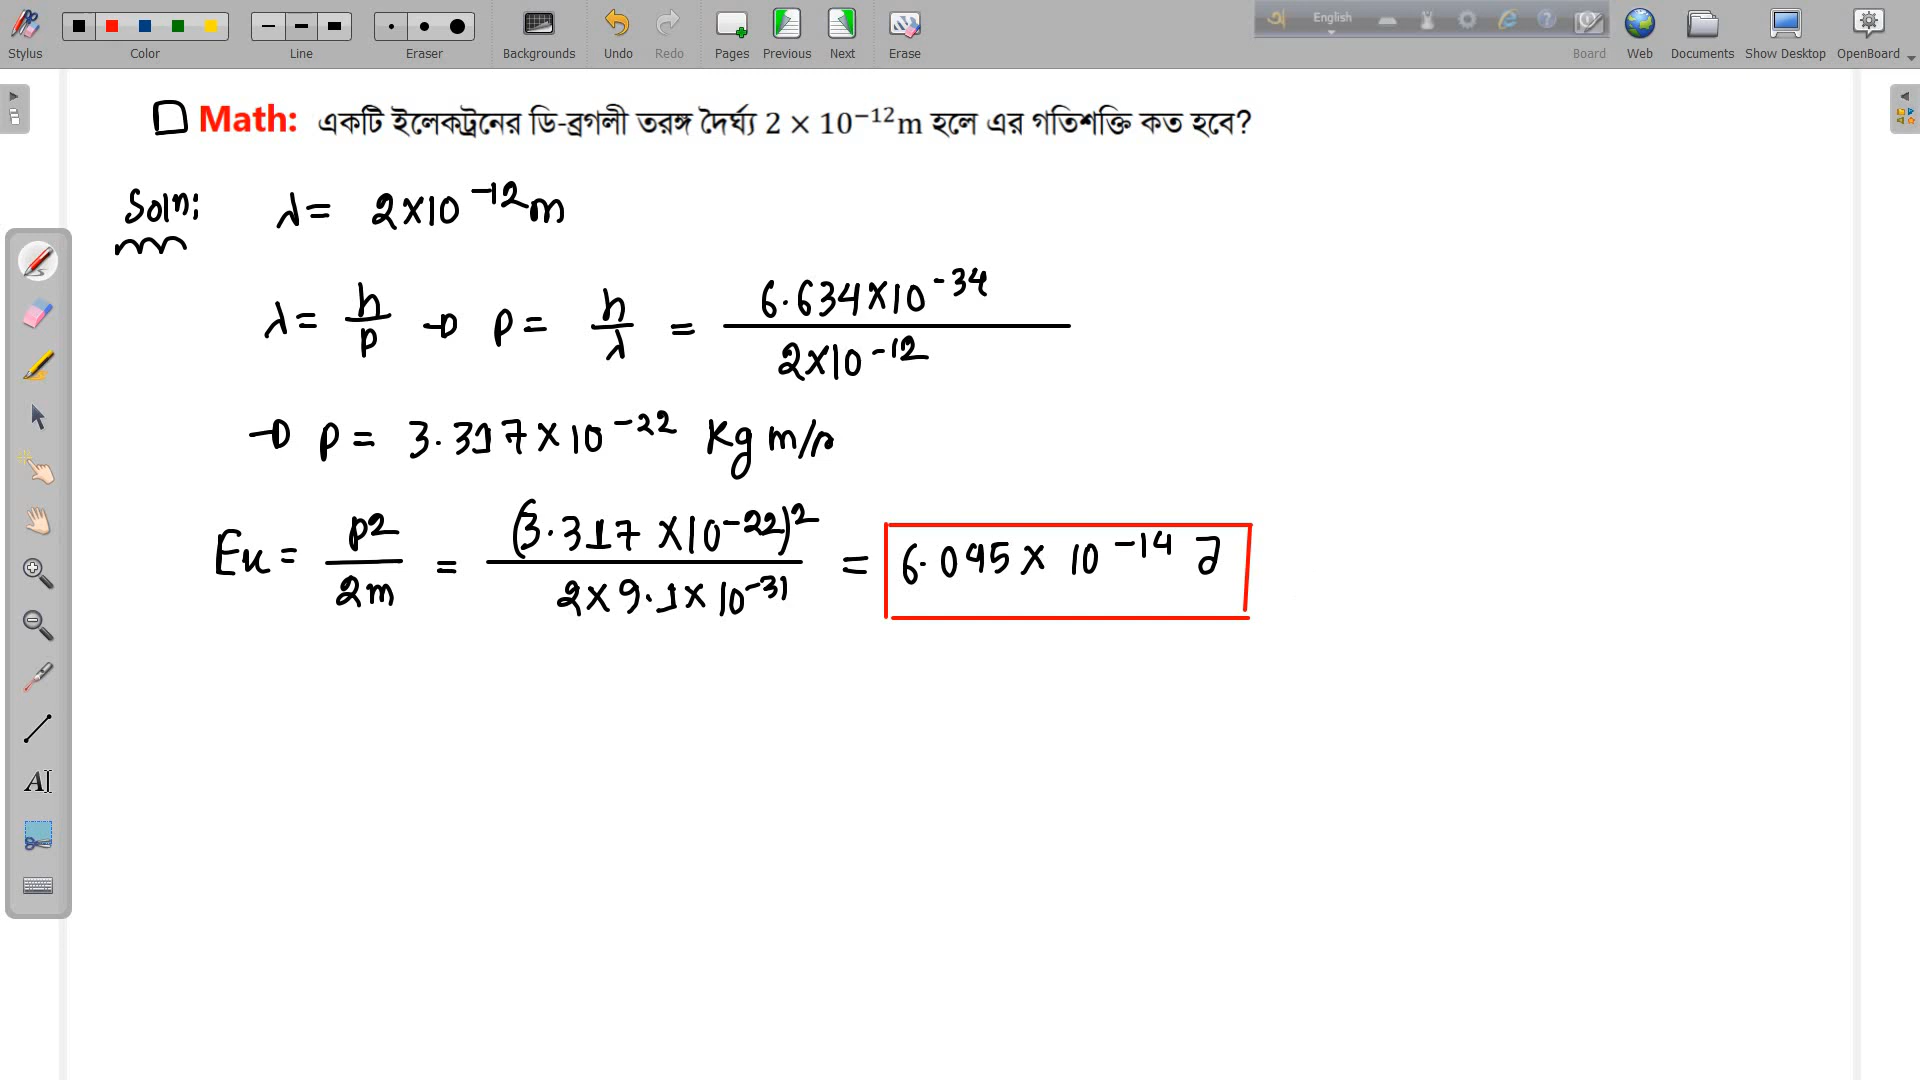 Stylus Color Line Eraser Backgrounds Undo Redo Pages Previous Next Erase Board Web Documents Show Desktop OpenBoard
English
Math: একটি ইলেকট্রনের ডি-ব্রগলী তরঙ্গ দৈর্ঘ্য 2 × 10⁻¹²m হলে এর গতিশক্তি কত হবে?
Soln: λ = 2×10⁻¹² m
λ = h/p → p = h/λ = 6.634×10⁻³⁴ / 2×10⁻¹²
→ p = 3.317×10⁻²² Kg m/s
Ek = p²/2m = (3.317×10⁻²²)² / 2×9.1×10⁻³¹ = 6.045×10⁻¹⁴ J